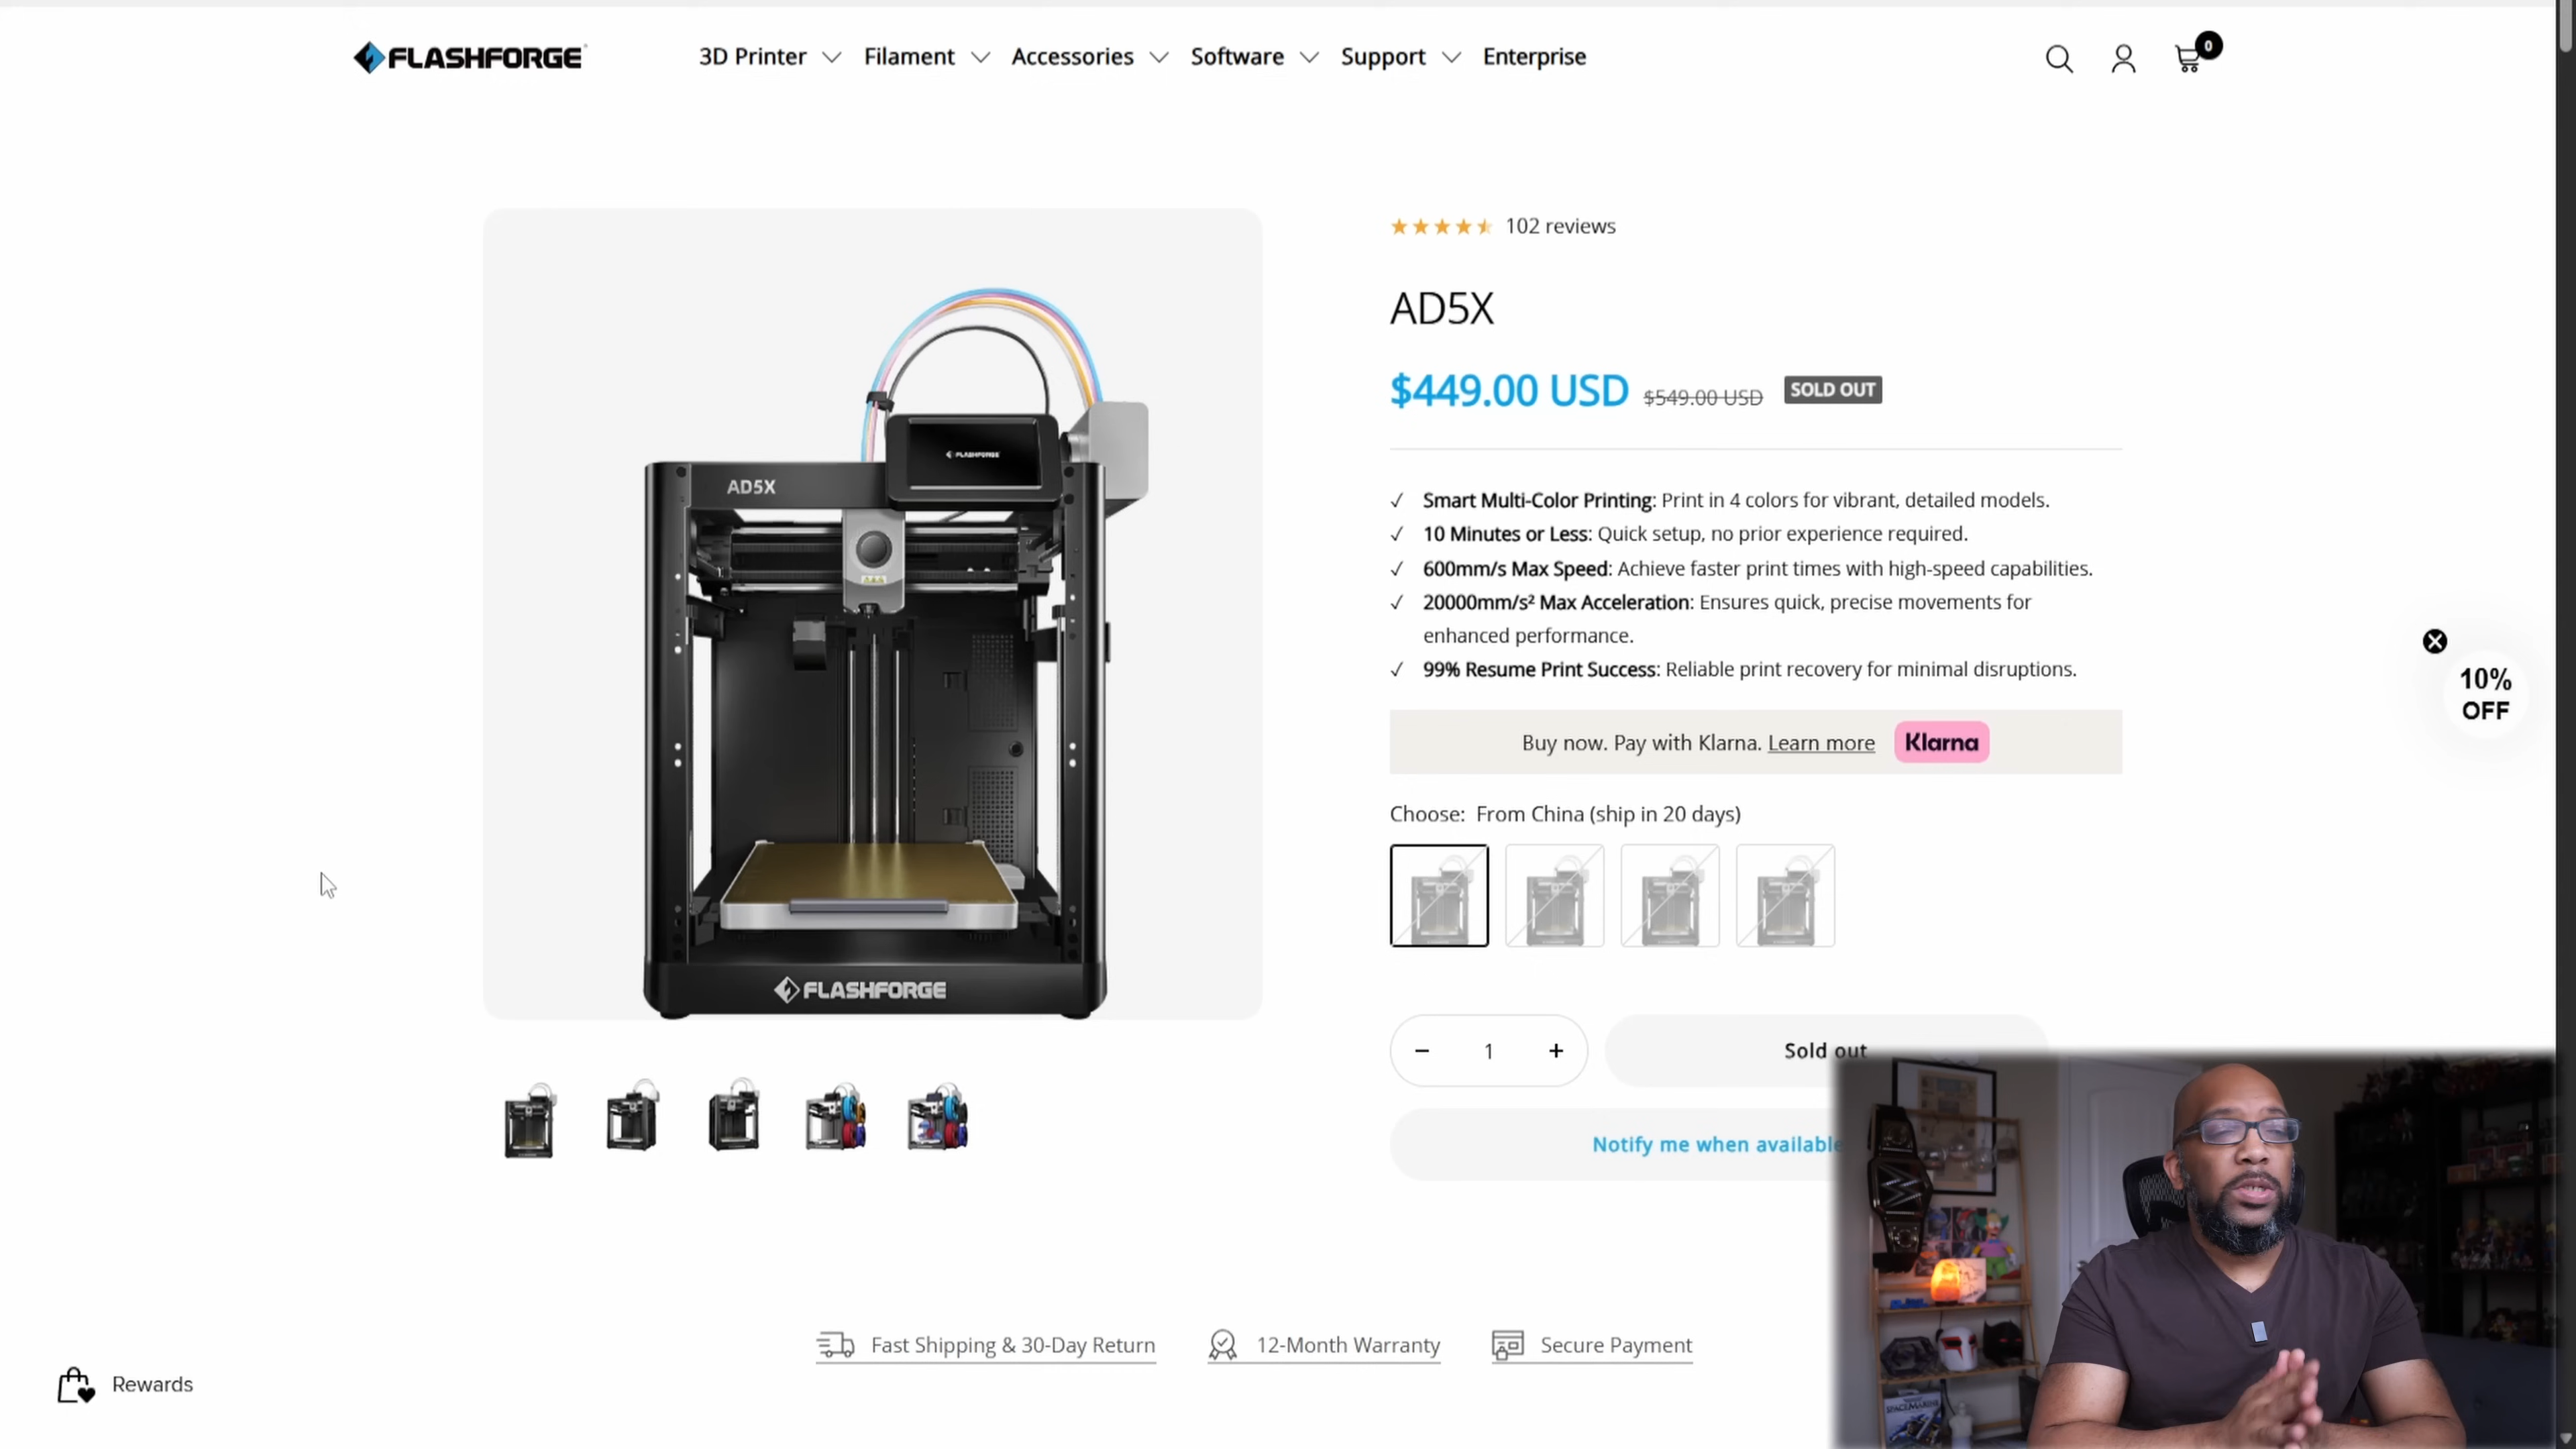 FLASHFORGE
3D Printer Filament Accessories Software Support Enterprise
0
102 reviews
AD5X
$449.00 USD $549.00 USD SOLD OUT
✓ Smart Multi-Color Printing: Print in 4 colors for vibrant, detailed models.
✓ 10 Minutes or Less: Quick setup, no prior experience required.
✓ 600mm/s Max Speed: Achieve faster print times with high-speed capabilities.
✓ 20000mm/s² Max Acceleration: Ensures quick, precise movements for
enhanced performance.
✓ 99% Resume Print Success: Reliable print recovery for minimal disruptions.
Buy now. Pay with Klarna. Learn more Klarna
Choose: From China (ship in 20 days)
− 1 + Sold out
Notify me when available
FLASHFORGE
AD5X
FLASHFORGE
10%
OFF
Fast Shipping & 30-Day Return 12-Month Warranty Secure Payment
Rewards
SPACE MARINE